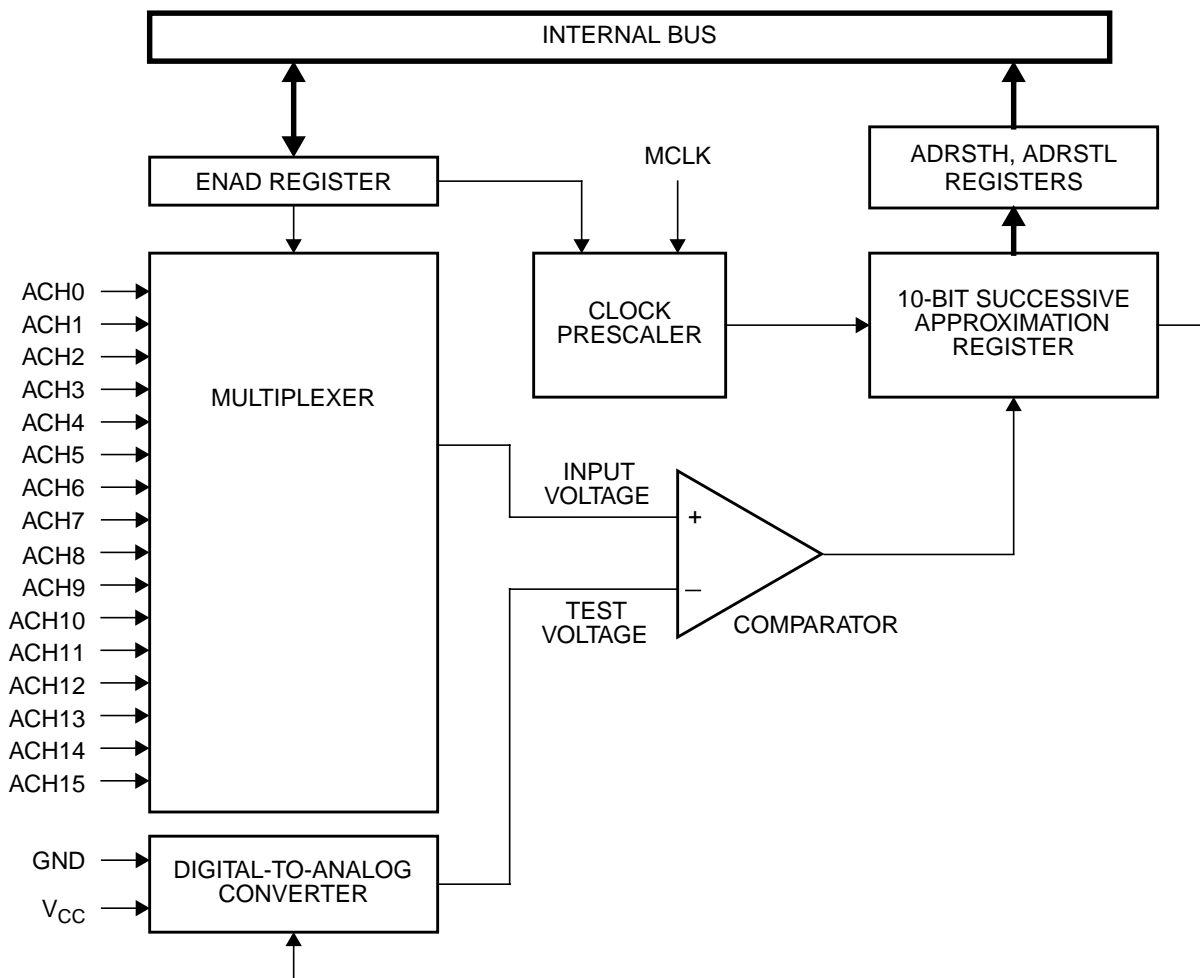 INTERNAL BUS
ENAD REGISTER
MCLK
ADRSTH, ADRSTL
REGISTERS
ACH0
ACH1
ACH2
ACH3
ACH4
ACH5
ACH6
ACH7
ACH8
ACH9
ACH10
ACH11
ACH12
ACH13
ACH14
ACH15
MULTIPLEXER
CLOCK
PRESCALER
10-BIT SUCCESSIVE
APPROXIMATION
REGISTER
INPUT
VOLTAGE
+
–
TEST
VOLTAGE
COMPARATOR
GND
VCC
DIGITAL-TO-ANALOG
CONVERTER